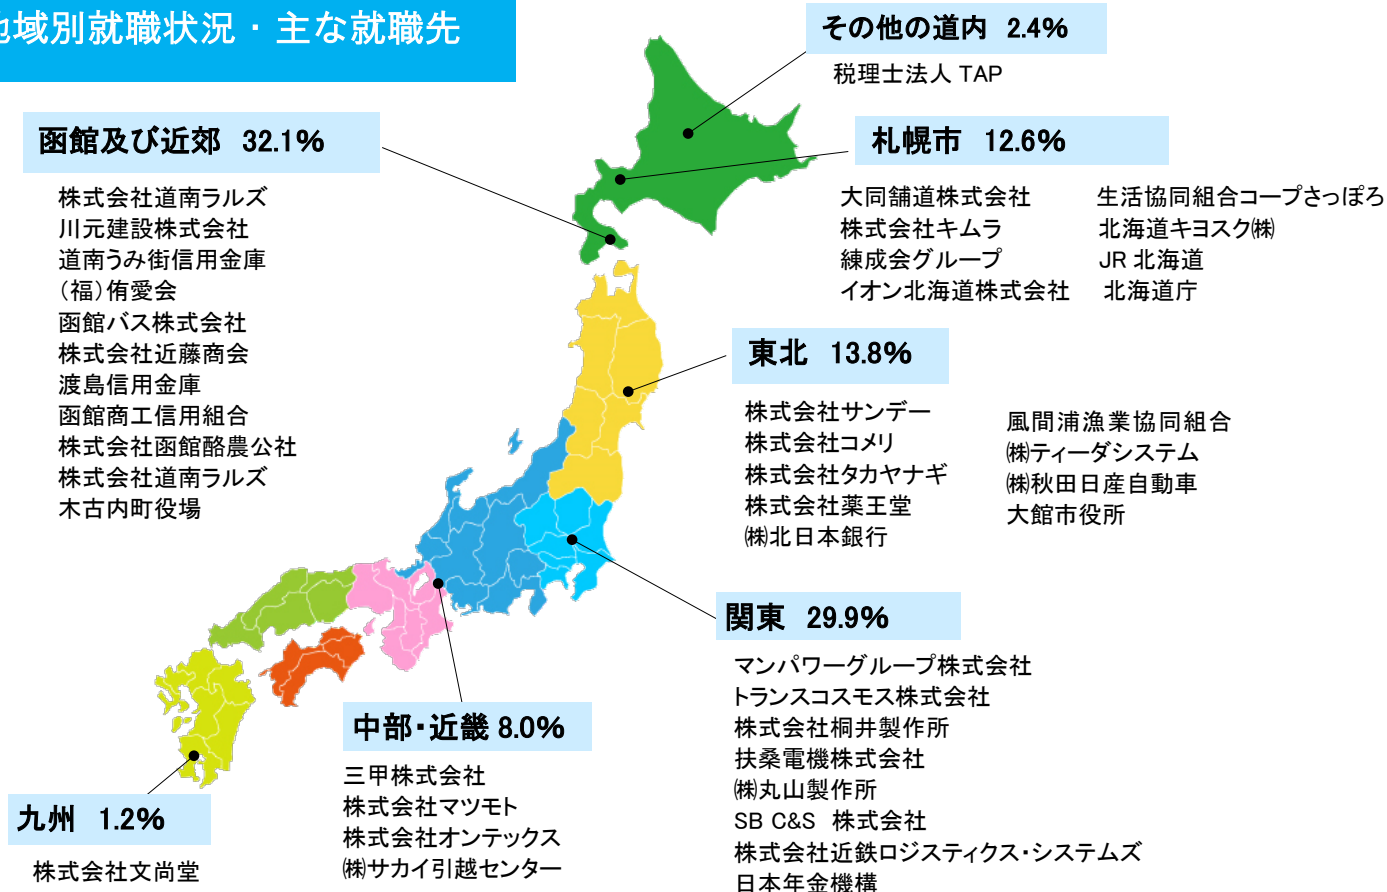 地域別就職状況・主な就職先
その他の道内 2.4%
税理士法人 TAP
函館及び近郊 32.1%
株式会社道南ラルズ
川元建設株式会社
道南うみ街信用金庫
（福）侑愛会
函館バス株式会社
株式会社近藤商会
渡島信用金庫
函館商工信用組合
株式会社函館酪農公社
株式会社道南ラルズ
木古内町役場
札幌市 12.6%
大同舗道株式会社
株式会社キムラ
練成会グループ
イオン北海道株式会社
生活協同組合コープさっぽろ
北海道キヨスク㈱
JR 北海道
北海道庁
東北 13.8%
株式会社サンデー
株式会社コメリ
株式会社タカヤナギ
株式会社薬王堂
㈱北日本銀行
風間浦漁業協同組合
㈱ティーダシステム
㈱秋田日産自動車
大館市役所
関東 29.9%
マンパワーグループ株式会社
トランスコスモス株式会社
株式会社桐井製作所
扶桑電機株式会社
㈱丸山製作所
SB C&S 株式会社
株式会社近鉄ロジスティクス・システムズ
日本年金機構
中部・近畿 8.0%
三甲株式会社
株式会社マツモト
株式会社オンテックス
㈱サカイ引越センター
九州 1.2%
株式会社文尚堂